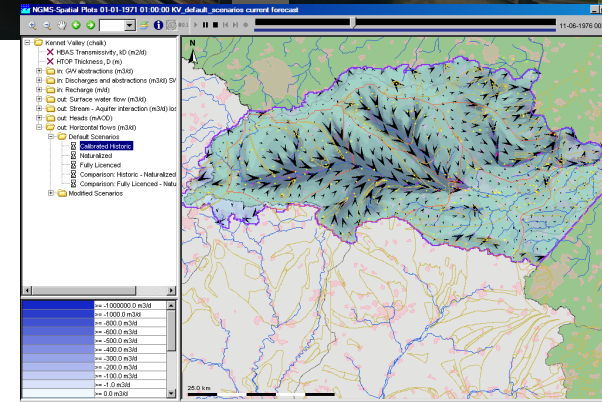 NGMS-Spatial Plots 01-01-1971 01:00:00 KV_default_scenarios current forecast
11-06-1976 00
Kennet Valley (chalk)
HBAS Transmissivity, kD (m2/d)
HTOP Thickness, D (m)
in: GW abstractions (m3/d)
in: Discharges and abstractions (m3/d) SV
in: Recharge (m/d)
out: Surface water flow (m3/d)
out: Stream - Aquifer interaction (m3/d) los
out: Heads (mAOD)
out: Horizontal flows (m3/d)
Default Scenarios
Calibrated Historic
Naturalized
Fully Licenced
Comparison: Historic - Naturalized
Comparison: Fully Licenced - Natu
Modified Scenarios
N
>= -1000000.0 m3/d
>= -1000.0 m3/d
>= -800.0 m3/d
>= -600.0 m3/d
>= -500.0 m3/d
>= -400.0 m3/d
>= -300.0 m3/d
>= -200.0 m3/d
>= -100.0 m3/d
>= -1.0 m3/d
>= 0.0 m3/d
25.0 km